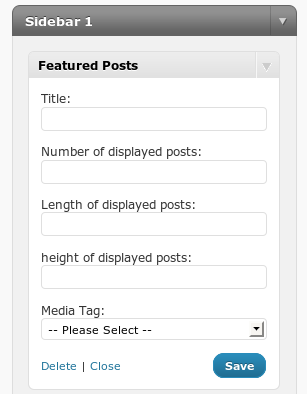 Sidebar 1
Featured Posts
Title:
Number of displayed posts:
Length of displayed posts:
height of displayed posts:
Media Tag:
-- Please Select --
Delete | Close
Save